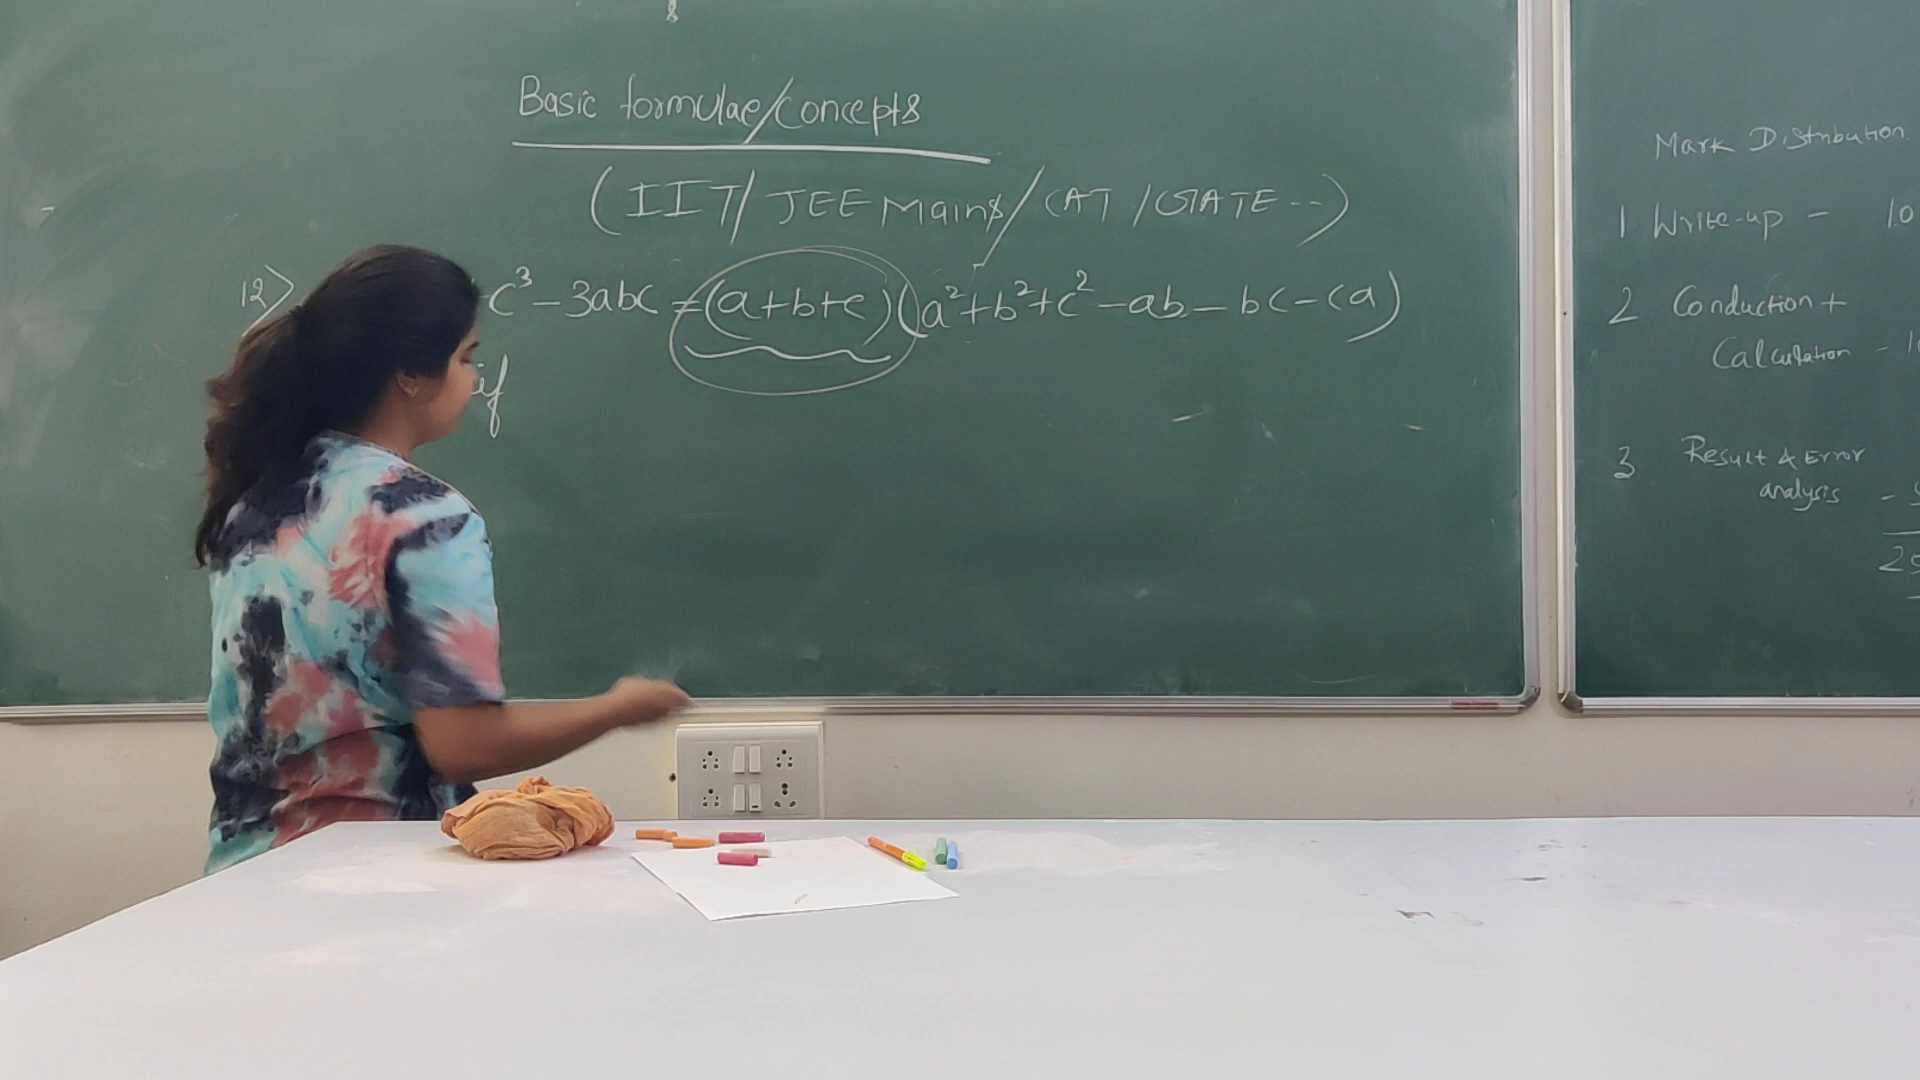 Basic formulae/concepts
(IIT/JEE Mains/CAT/GATE--)
12) c³ - 3abc = (a+b+c)(a²+b²+c²-ab-bc-ca)
if
Mark Distribution
1 Write-up - 10
2 Conduction +
Calculation -
3 Result & Error
analysis -